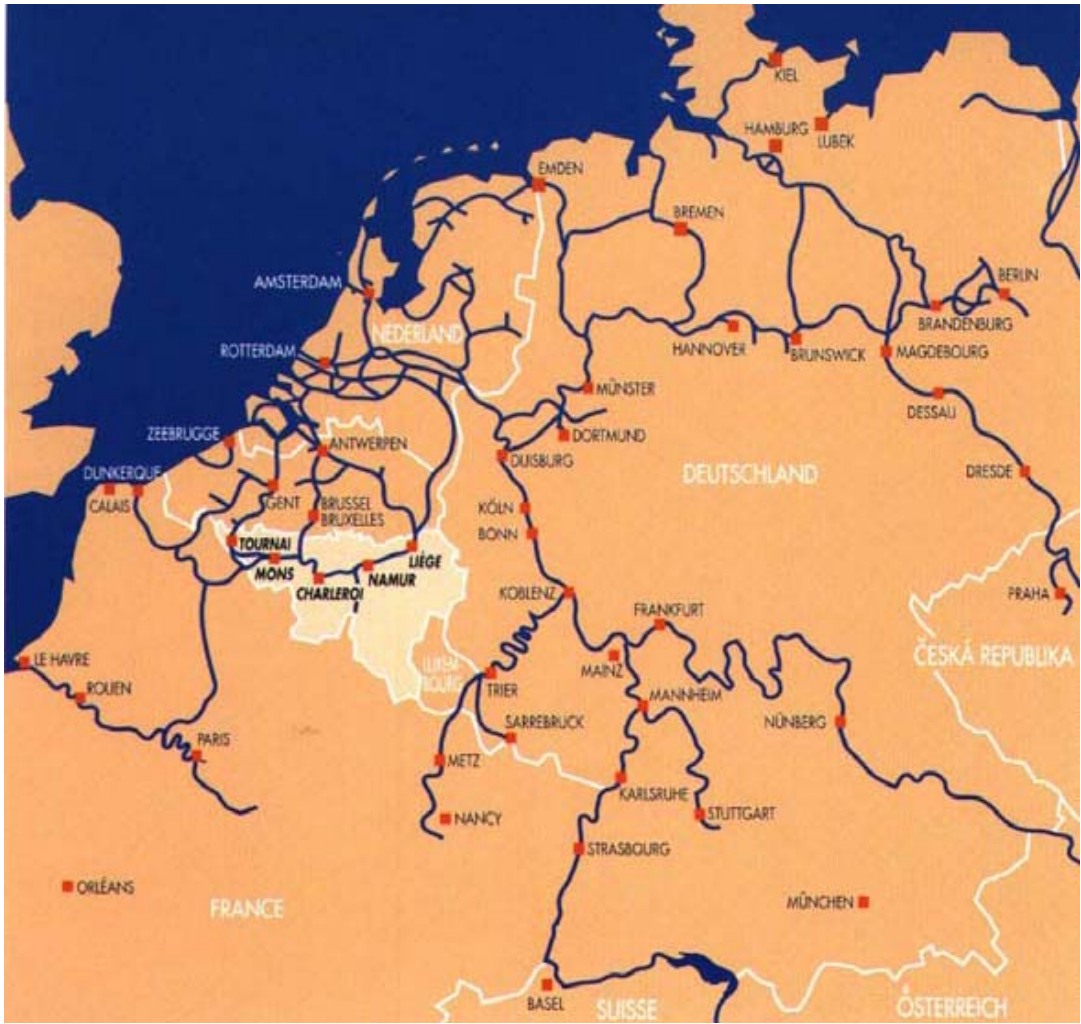 KIEL
HAMBURG
LUBEK
EMDEN
BREMEN
AMSTERDAM
BERLIN
NEDERLAND
BRANDENBURG
ROTTERDAM
HANNOVER
BRUNSWICK
MAGDEBOURG
MÜNSTER
DESSAU
ZEEBRUGGE
ANTWERPEN
DORTMUND
DUISBURG
DUNKERQUE
DEUTSCHLAND
DRESDE
CALAIS
GENT
BRUSSEL
BRUXELLES
KÖLN
BONN
TOURNAI
MONS
LIÈGE
NAMUR
CHARLEROI
KOBLENZ
PRAHA
FRANKFURT
ČESKÁ REPUBLIKA
LE HAVRE
LUXEM-
BOURG
MAINZ
TRIER
ROUEN
MANNHEIM
NÜNBERG
SARREBRUCK
PARIS
METZ
KARLSRUHE
NANCY
STUTTGART
STRASBOURG
ORLÉANS
FRANCE
MÜNCHEN
BASEL
SUISSE
ÖSTERREICH